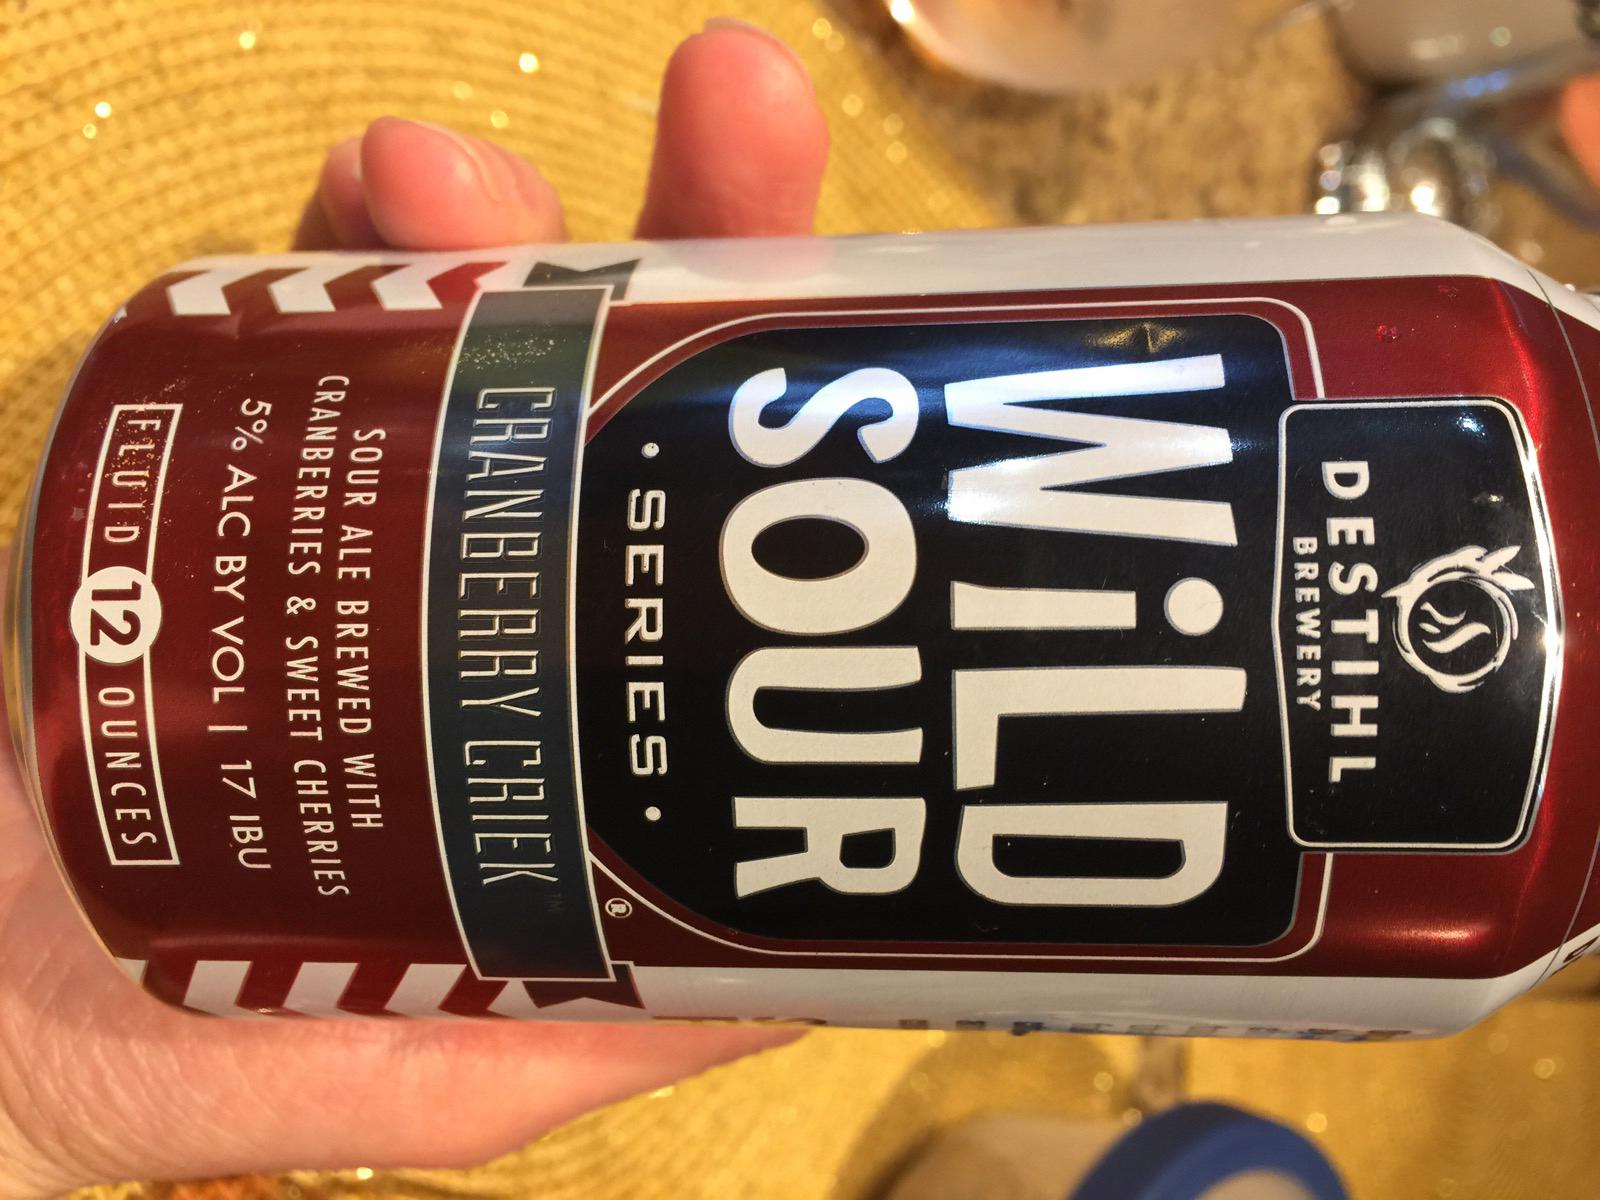 DESTIHL
BREWERY
WiLD
SOUR
• SERIES •
®
CRANBERRY CRIEK™
SOUR ALE BREWED WITH
CRANBERRIES & SWEET CHERRIES
5% ALC BY VOL | 17 IBU
FLUID 12 OUNCES